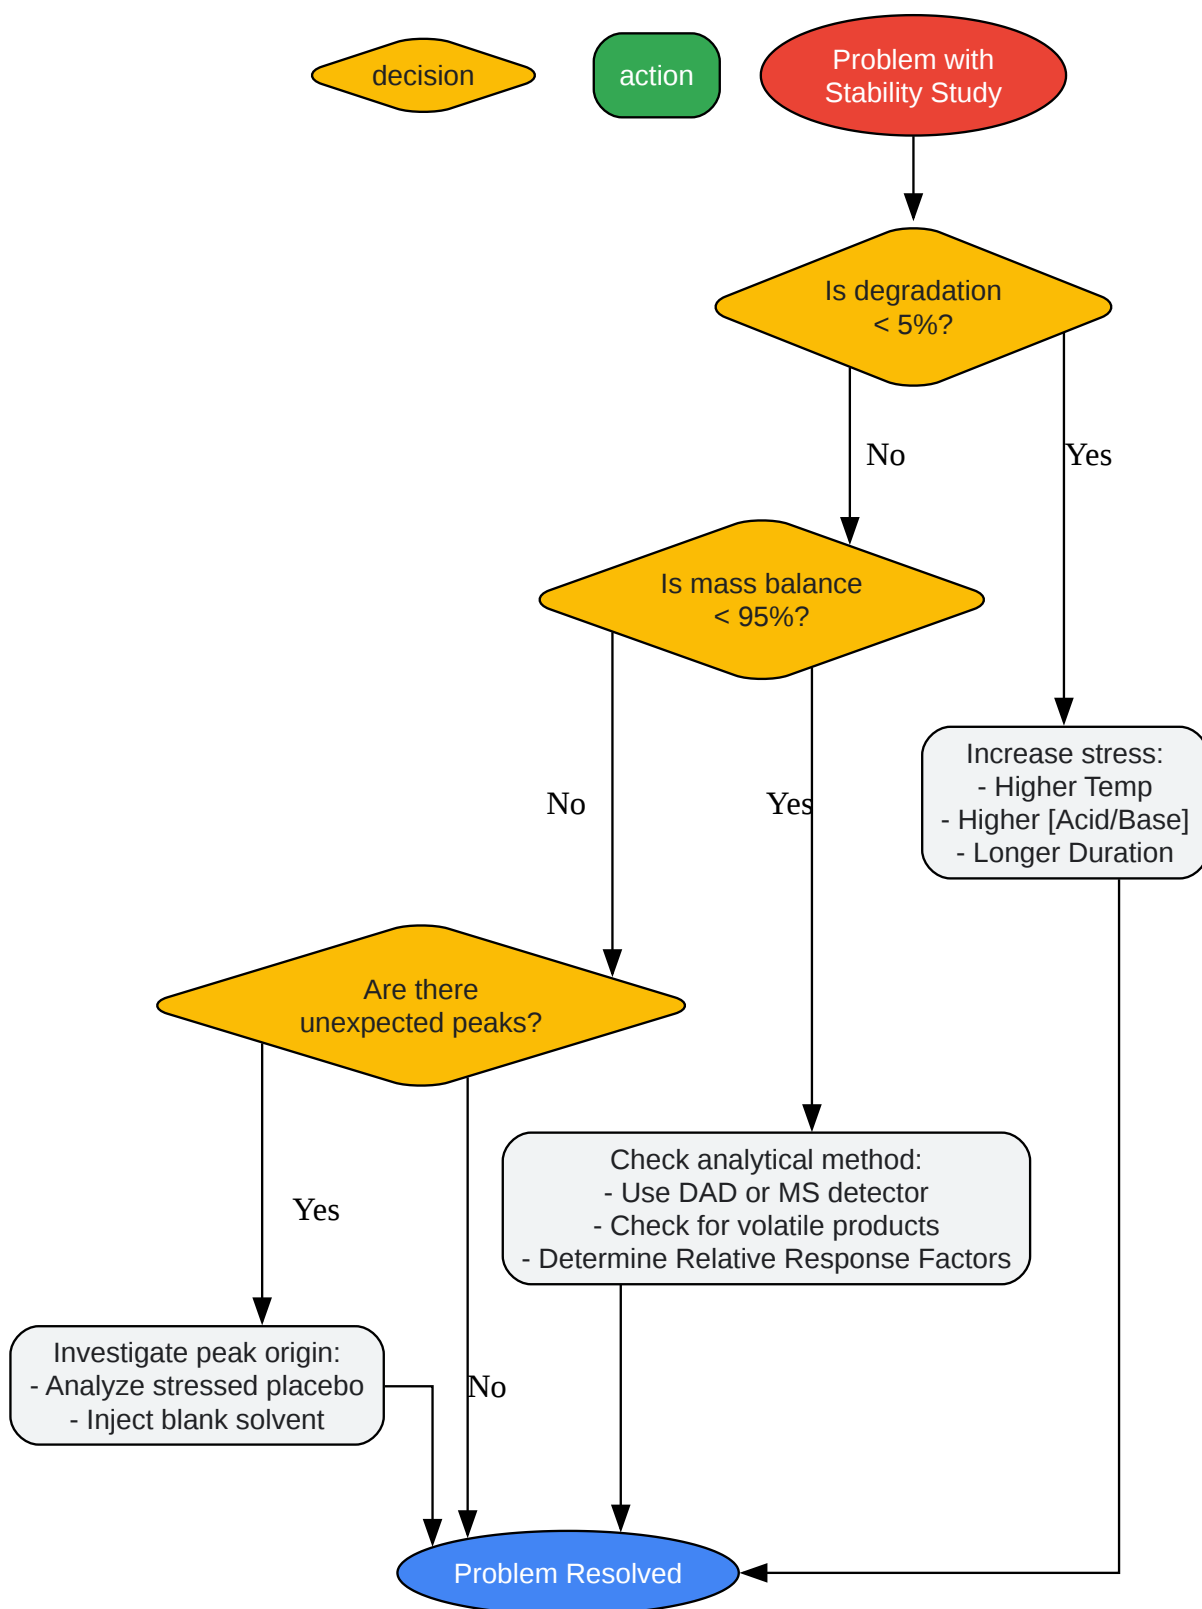 decision
action
Problem with
Stability Study
Is degradation
< 5%?
No
Yes
Is mass balance
< 95%?
Increase stress:
- Higher Temp
- Higher [Acid/Base]
- Longer Duration
No
Yes
Are there
unexpected peaks?
Check analytical method:
- Use DAD or MS detector
- Check for volatile products
- Determine Relative Response Factors
Yes
Investigate peak origin:
- Analyze stressed placebo
- Inject blank solvent
No
Problem Resolved